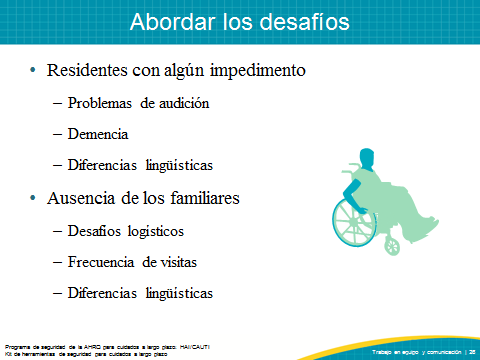 Abordar los desafíos
• Residentes con algún impedimento
– Problemas de audición
– Demencia
– Diferencias lingüísticas
• Ausencia de los familiares
– Desafíos logisticos
– Frecuencia de visitas
– Diferencias lingüísticas
Programa de seguridad de la AHRQ para cuidados a largo plazo: HAI/CAUTI
Kit de herramientas de seguridad para cuidados a largo plazo
Trabajo en equipo y comunicación | 26